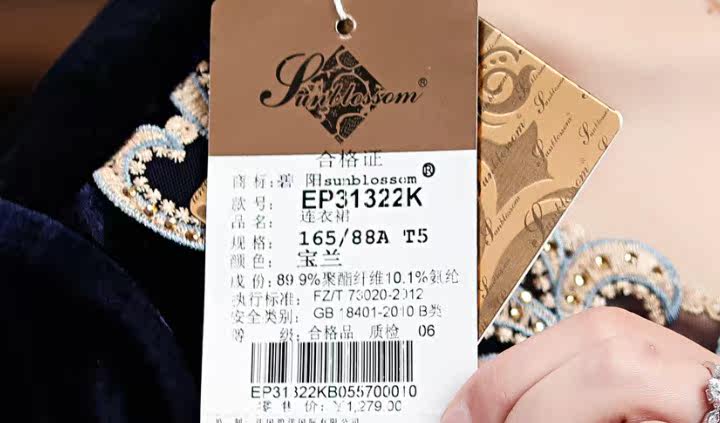 Sunblossom®
合格证
商标:碧 阳sunblossom®
款号: EP31322K
品名: 连衣裙
规格: 165/88A T5
颜色: 宝兰
成份: 89.9%聚酯纤维10.1%氨纶
执行标准: FZ/T 73020-2012
安全类别: GB 18401-2010 B类
等 级: 合格品 质检 06
EP31322KB055700010
零售价: ¥1,279.00